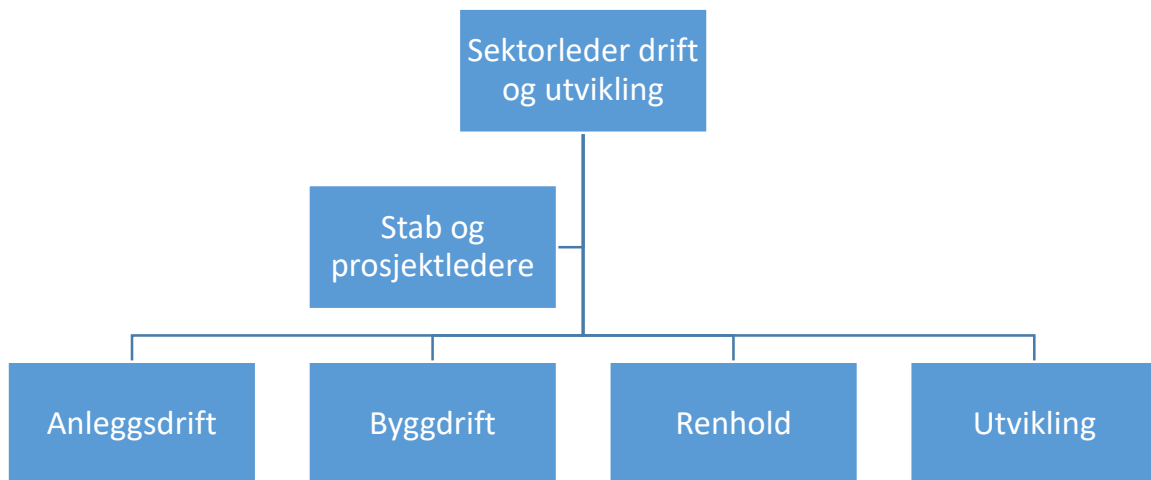 Sektorleder drift
og utvikling
Stab og
prosjektledere
Anleggsdrift
Byggdrift
Renhold
Utvikling